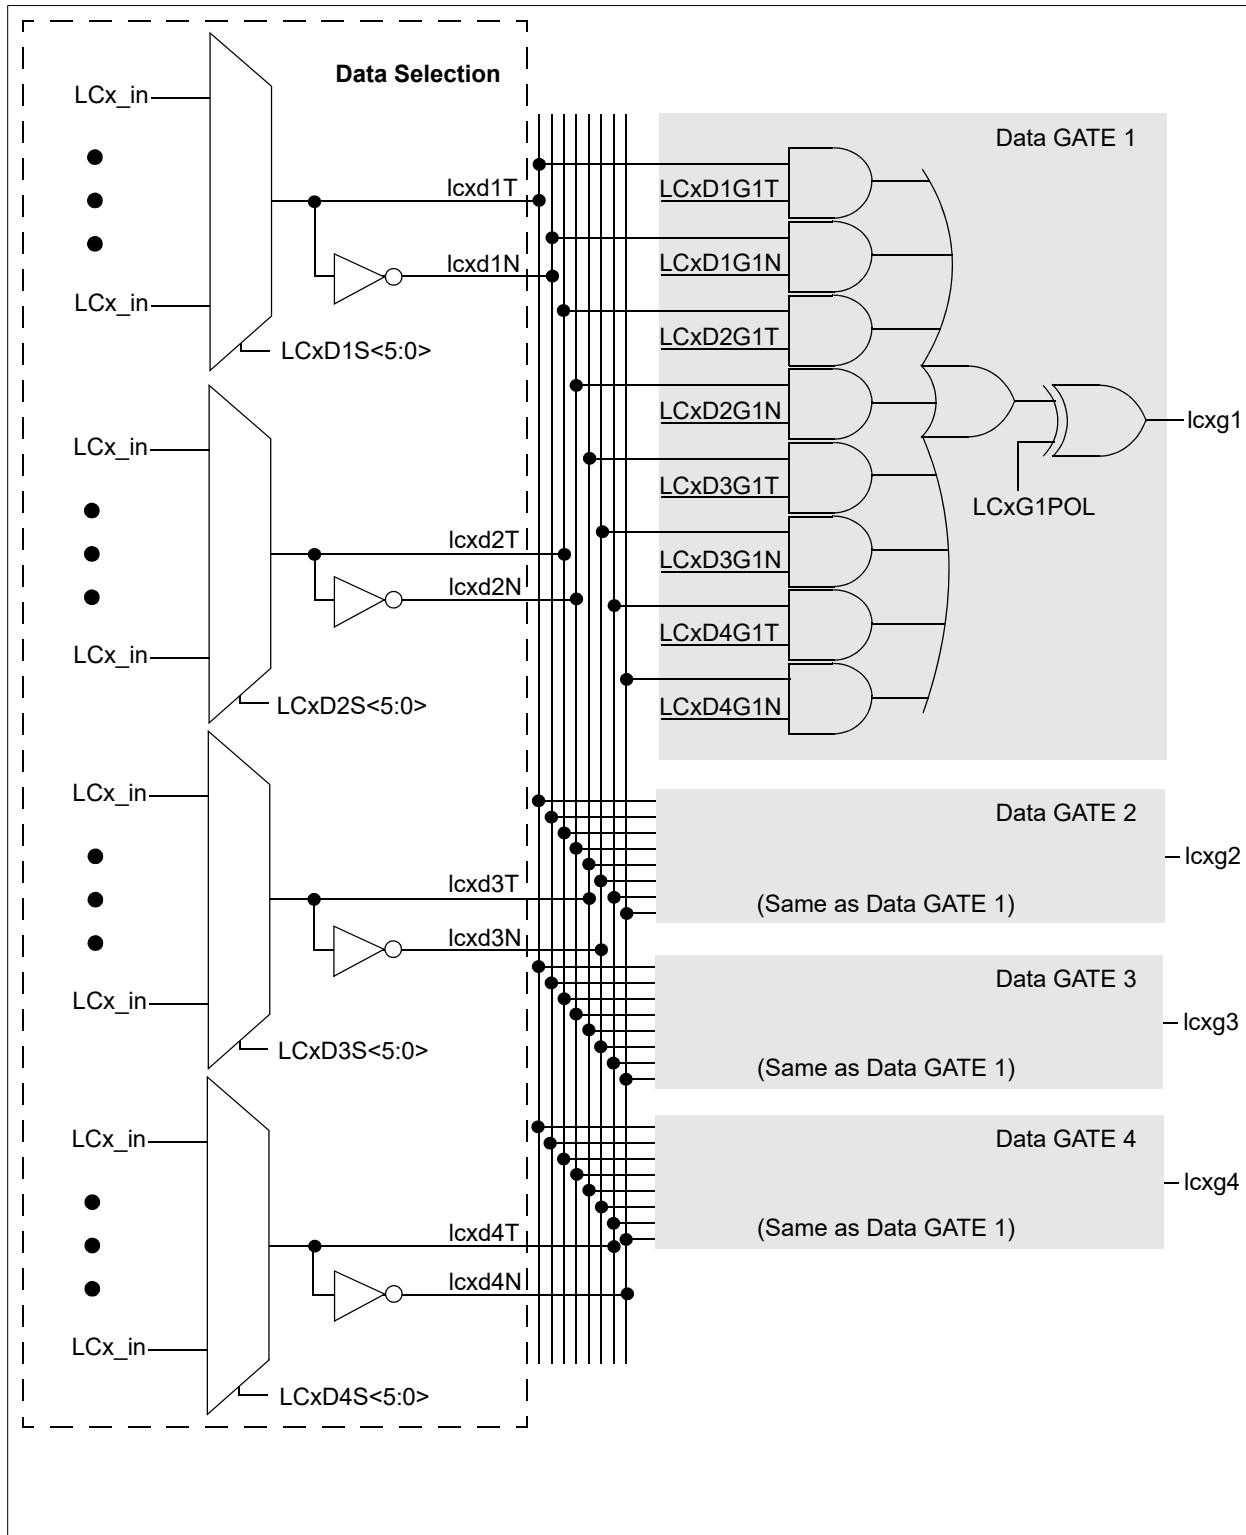 Data Selection
LCx_in
LCx_in
LCxD1S<5:0>
lcxd1T
lcxd1N
LCx_in
LCx_in
LCxD2S<5:0>
lcxd2T
lcxd2N
LCx_in
LCx_in
LCxD3S<5:0>
lcxd3T
lcxd3N
LCx_in
LCx_in
LCxD4S<5:0>
lcxd4T
lcxd4N
Data GATE 1
LCxD1G1T
LCxD1G1N
LCxD2G1T
LCxD2G1N
LCxD3G1T
LCxD3G1N
LCxD4G1T
LCxD4G1N
LCxG1POL
lcxg1
Data GATE 2
(Same as Data GATE 1)
lcxg2
Data GATE 3
(Same as Data GATE 1)
lcxg3
Data GATE 4
(Same as Data GATE 1)
lcxg4